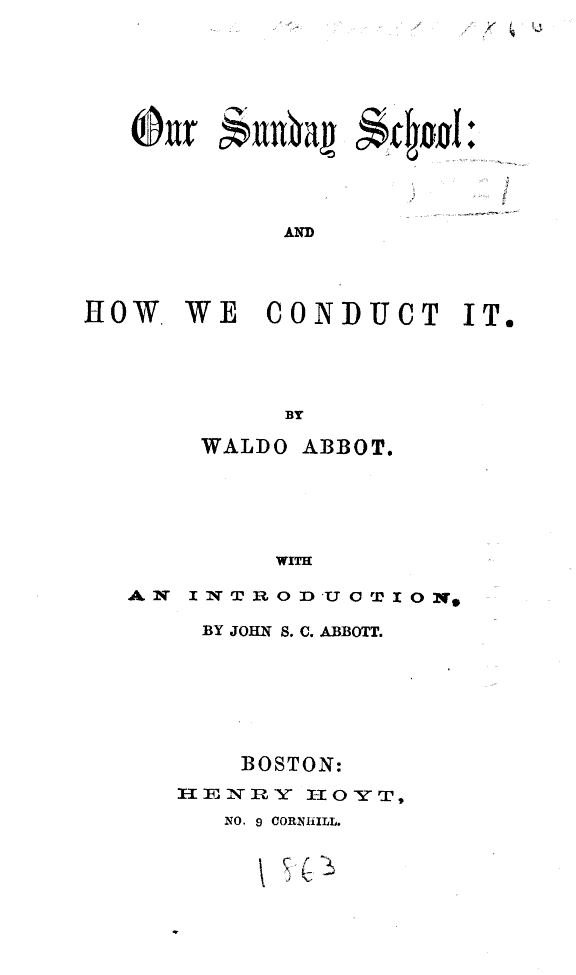 Our Sunday School:
AND
HOW WE CONDUCT IT.
BY
WALDO ABBOT.
WITH
AN INTRODUCTION,
BY JOHN S. C. ABBOTT.
BOSTON:
HENRY HOYT,
NO. 9 CORNHILL.
1863